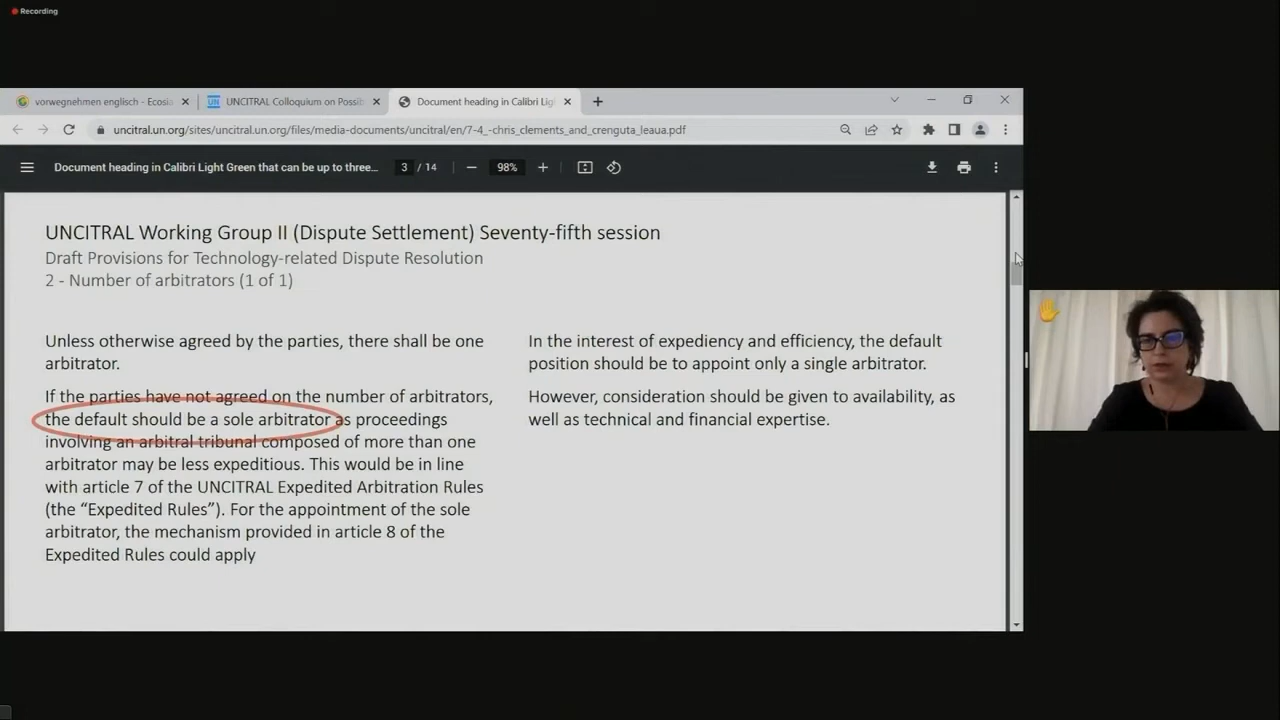 Recording
vorwegnehmen englisch - Ecosia
UNCITRAL Colloquium on Possib
Document heading in Calibri Lig
uncitral.un.org/sites/uncitral.un.org/files/media-documents/uncitral/en/7-4_-chris_clements_and_crenguta_leaua.pdf
Document heading in Calibri Light Green that can be up to three...
3 / 14
98%
UNCITRAL Working Group II (Dispute Settlement) Seventy-fifth session
Draft Provisions for Technology-related Dispute Resolution
2 - Number of arbitrators (1 of 1)
Unless otherwise agreed by the parties, there shall be one
arbitrator.
If the parties have not agreed on the number of arbitrators,
the default should be a sole arbitrator as proceedings
involving an arbitral tribunal composed of more than one
arbitrator may be less expeditious. This would be in line
with article 7 of the UNCITRAL Expedited Arbitration Rules
(the “Expedited Rules”). For the appointment of the sole
arbitrator, the mechanism provided in article 8 of the
Expedited Rules could apply
In the interest of expediency and efficiency, the default
position should be to appoint only a single arbitrator.
However, consideration should be given to availability, as
well as technical and financial expertise.